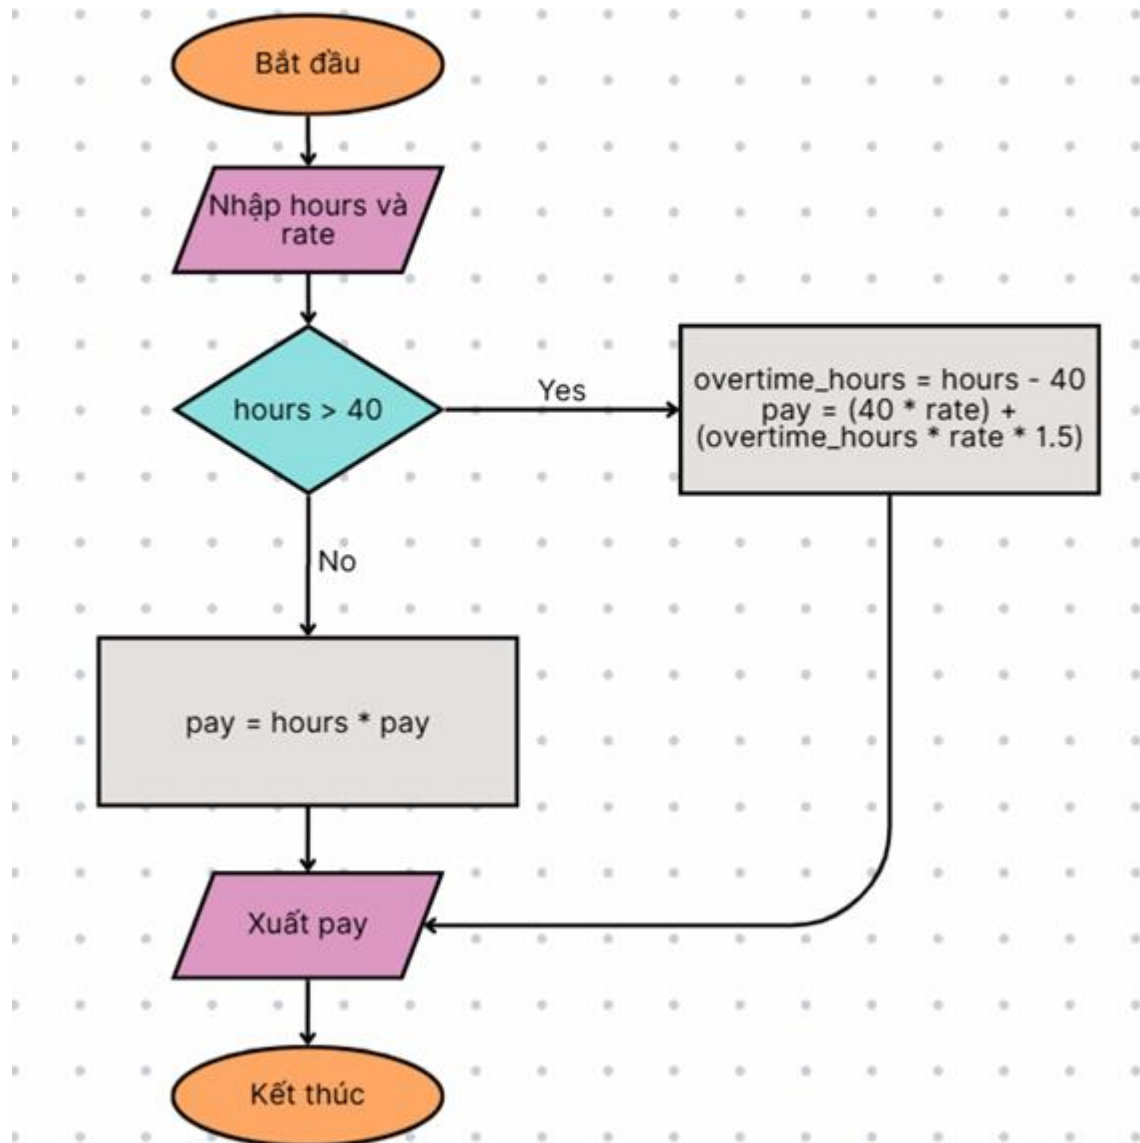 Bắt đầu
Nhập hours và
rate
hours > 40
Yes
overtime_hours = hours - 40
pay = (40 * rate) +
(overtime_hours * rate * 1.5)
No
pay = hours * pay
Xuất pay
Kết thúc